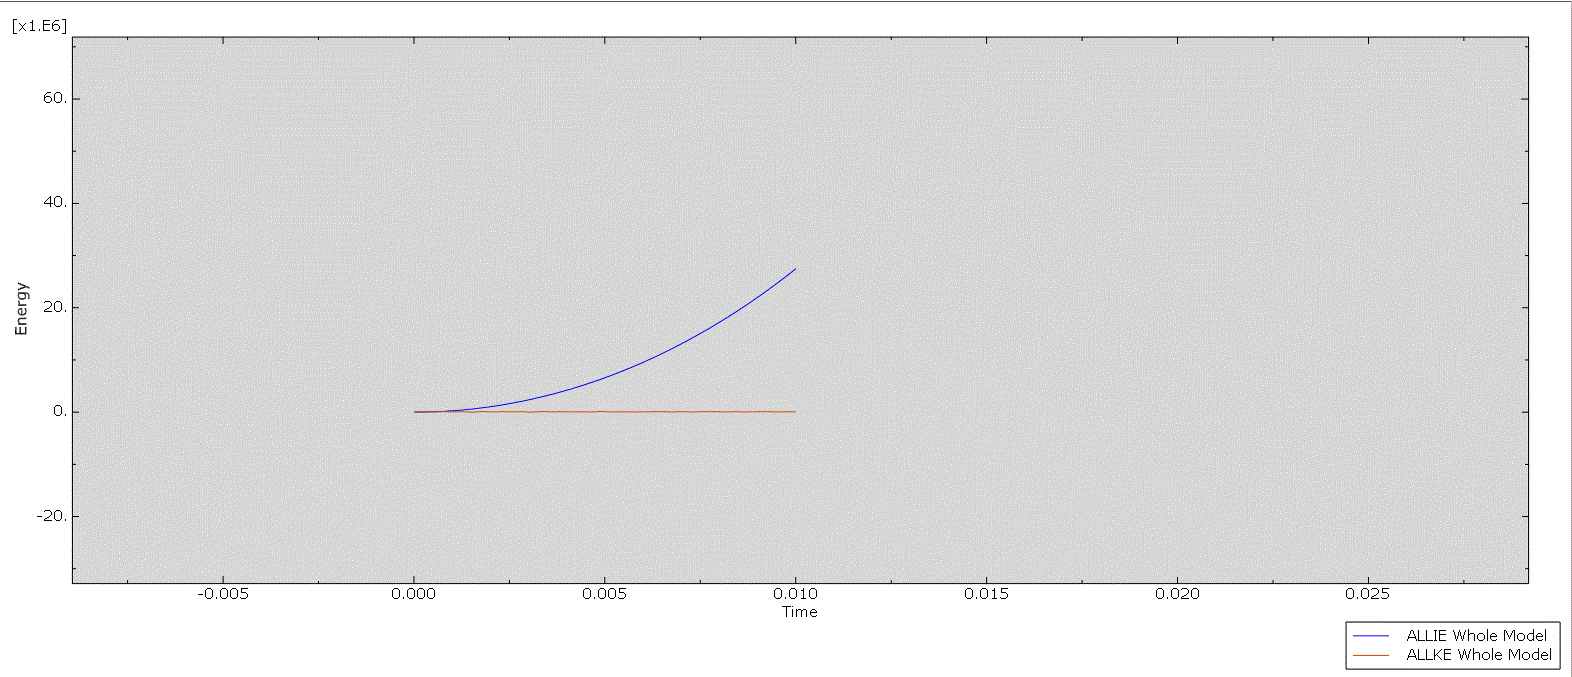 [x1.E6]
60.
40.
20.
0.
-20.
Energy
-0.005 0.000 0.005 0.010 0.015 0.020 0.025
Time
ALLIE Whole Model
ALLKE Whole Model